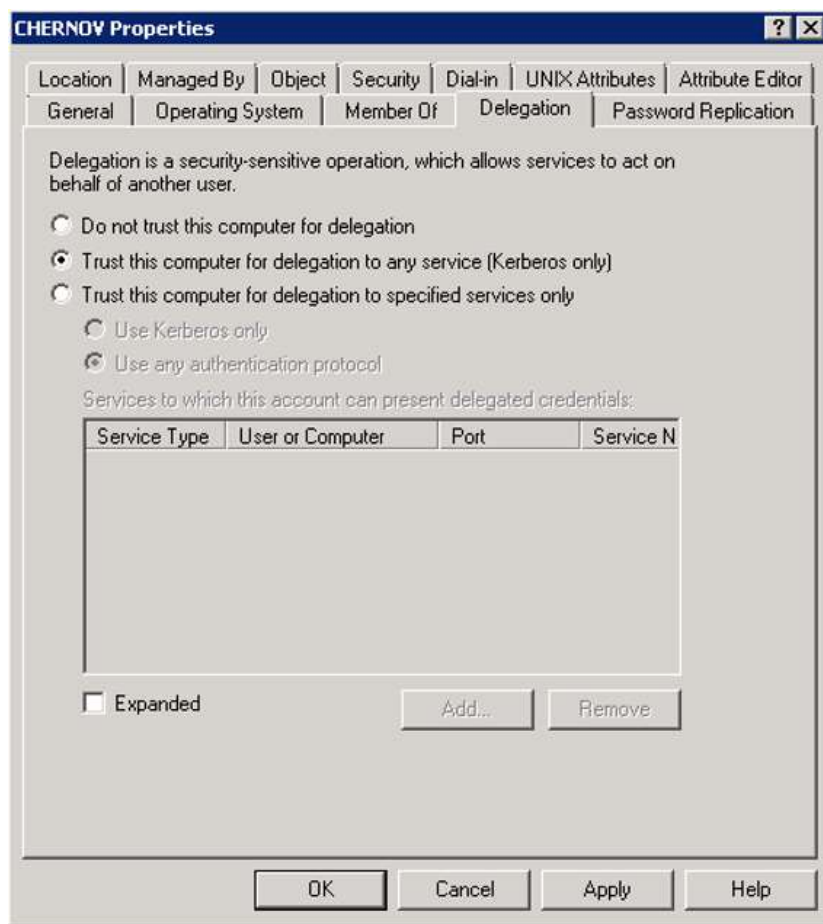 CHERNOV Properties
Location Managed By Object Security Dial-in UNIX Attributes Attribute Editor
General Operating System Member Of Delegation Password Replication
Delegation is a security-sensitive operation, which allows services to act on
behalf of another user.
Do not trust this computer for delegation
Trust this computer for delegation to any service (Kerberos only)
Trust this computer for delegation to specified services only
Use Kerberos only
Use any authentication protocol
Services to which this account can present delegated credentials:
Service Type User or Computer Port Service N
Expanded Add... Remove
OK Cancel Apply Help